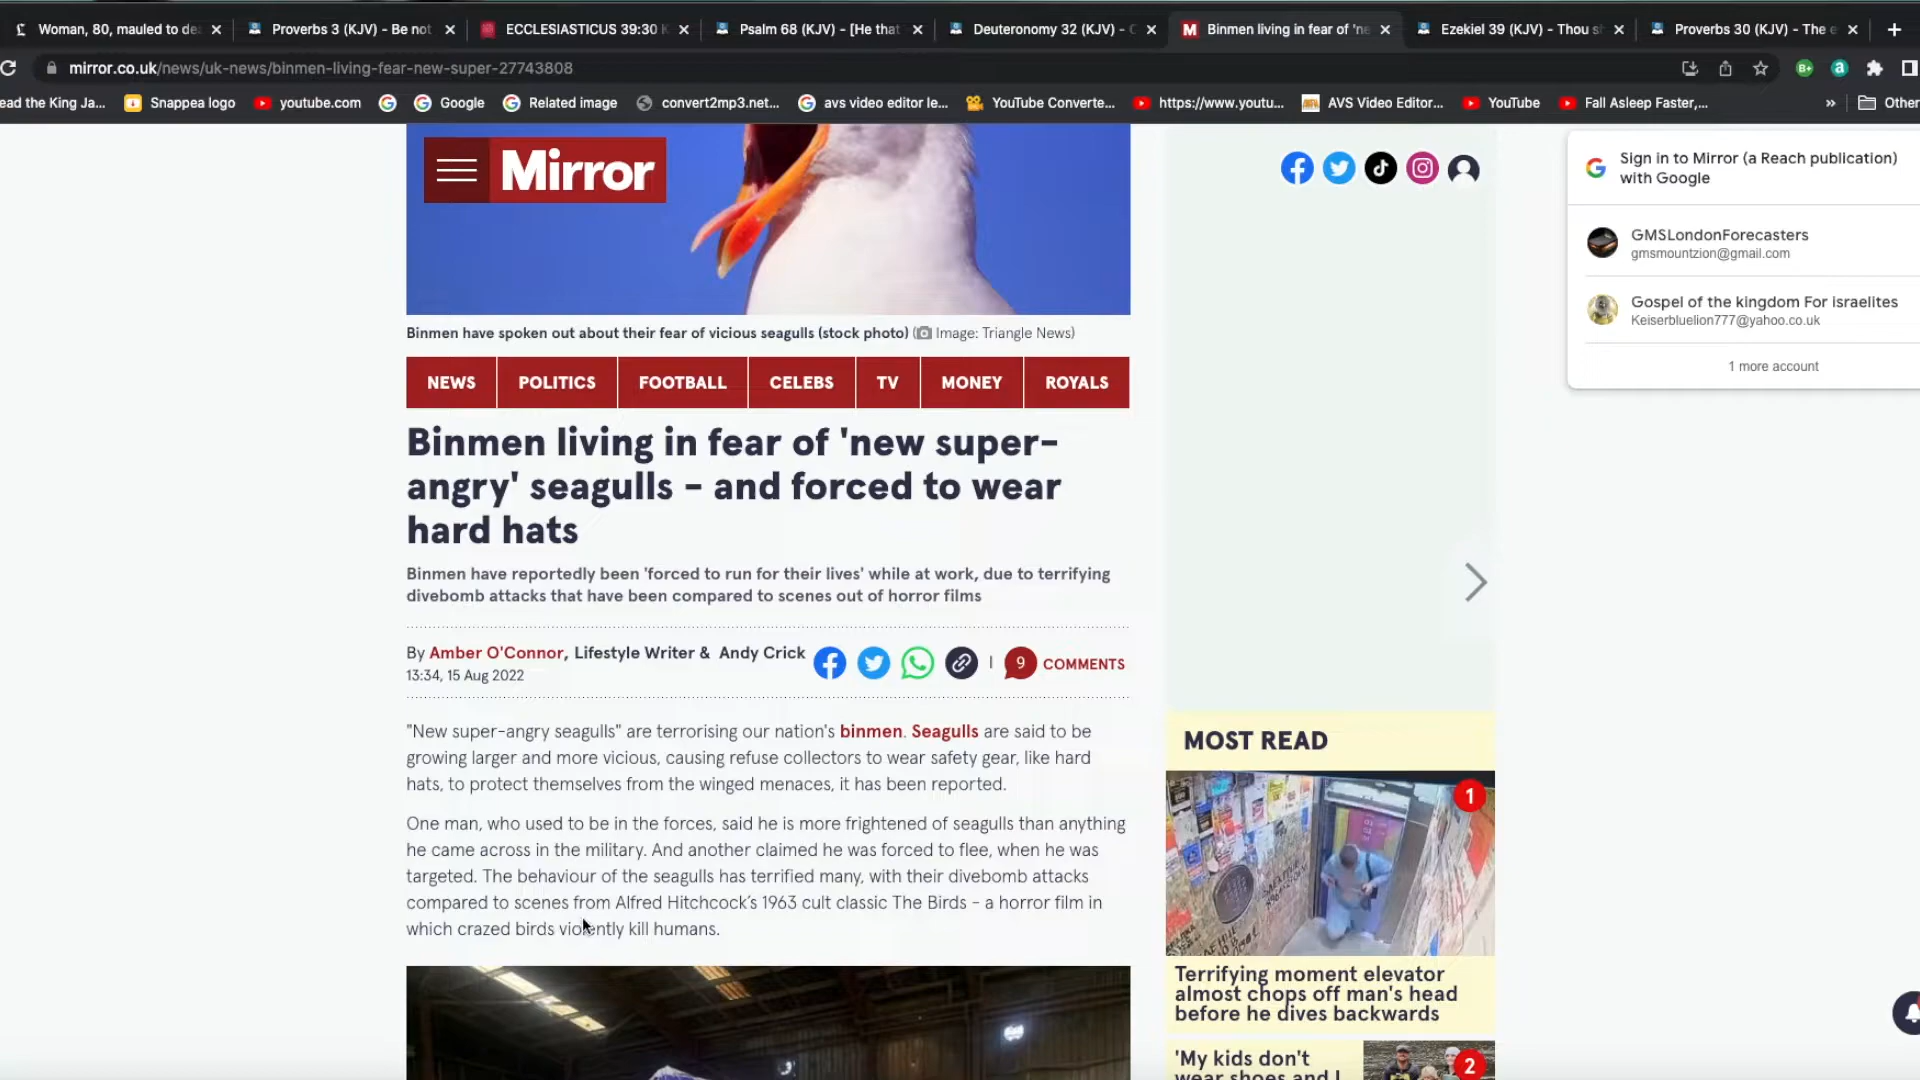 Woman, 80, mauled to de
Proverbs 3 (KJV) - Be not
ECCLESIASTICUS 39:30 K
Psalm 68 (KJV) - [He that
Deuteronomy 32 (KJV) -
Binmen living in fear of 'ne
Ezekiel 39 (KJV) - Thou s
Proverbs 30 (KJV) - The e
mirror.co.uk/news/uk-news/binmen-living-fear-new-super-27743808
ead the King Ja...
Snappea logo
youtube.com
Google
Related image
convert2mp3.net...
avs video editor le...
YouTube Converte...
https://www.youtu...
AVS Video Editor...
YouTube
Fall Asleep Faster,...
Other
Mirror
Sign in to Mirror (a Reach publication)
with Google
GMSLondonForecasters
gmsmountzion@gmail.com
Gospel of the kingdom For israelites
Keiserbluelion777@yahoo.co.uk
1 more account
Binmen have spoken out about their fear of vicious seagulls (stock photo) (Image: Triangle News)
NEWS
POLITICS
FOOTBALL
CELEBS
TV
MONEY
ROYALS
Binmen living in fear of 'new super-
angry' seagulls - and forced to wear
hard hats
Binmen have reportedly been 'forced to run for their lives' while at work, due to terrifying
divebomb attacks that have been compared to scenes out of horror films
By Amber O'Connor, Lifestyle Writer & Andy Crick
13:34, 15 Aug 2022
9 COMMENTS
"New super-angry seagulls" are terrorising our nation's binmen. Seagulls are said to be
growing larger and more vicious, causing refuse collectors to wear safety gear, like hard
hats, to protect themselves from the winged menaces, it has been reported.
One man, who used to be in the forces, said he is more frightened of seagulls than anything
he came across in the military. And another claimed he was forced to flee, when he was
targeted. The behaviour of the seagulls has terrified many, with their divebomb attacks
compared to scenes from Alfred Hitchcock's 1963 cult classic The Birds - a horror film in
which crazed birds violently kill humans.
MOST READ
1
Terrifying moment elevator
almost chops off man's head
before he dives backwards
'My kids don't
wear shoes and I
2